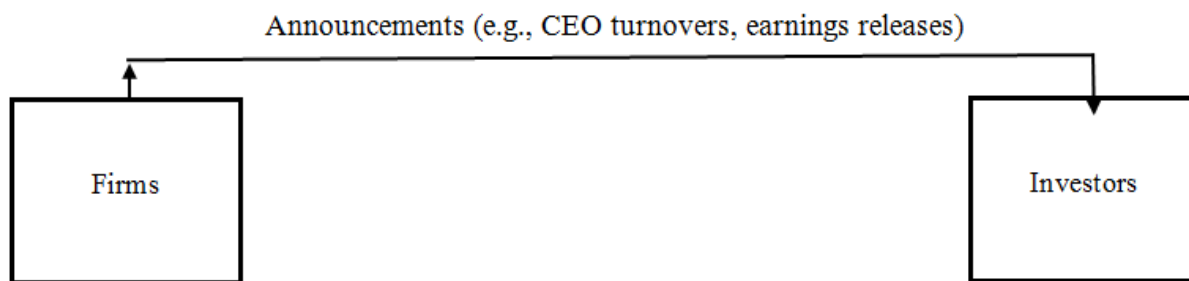 Announcements (e.g., CEO turnovers, earnings releases)
Firms
Investors